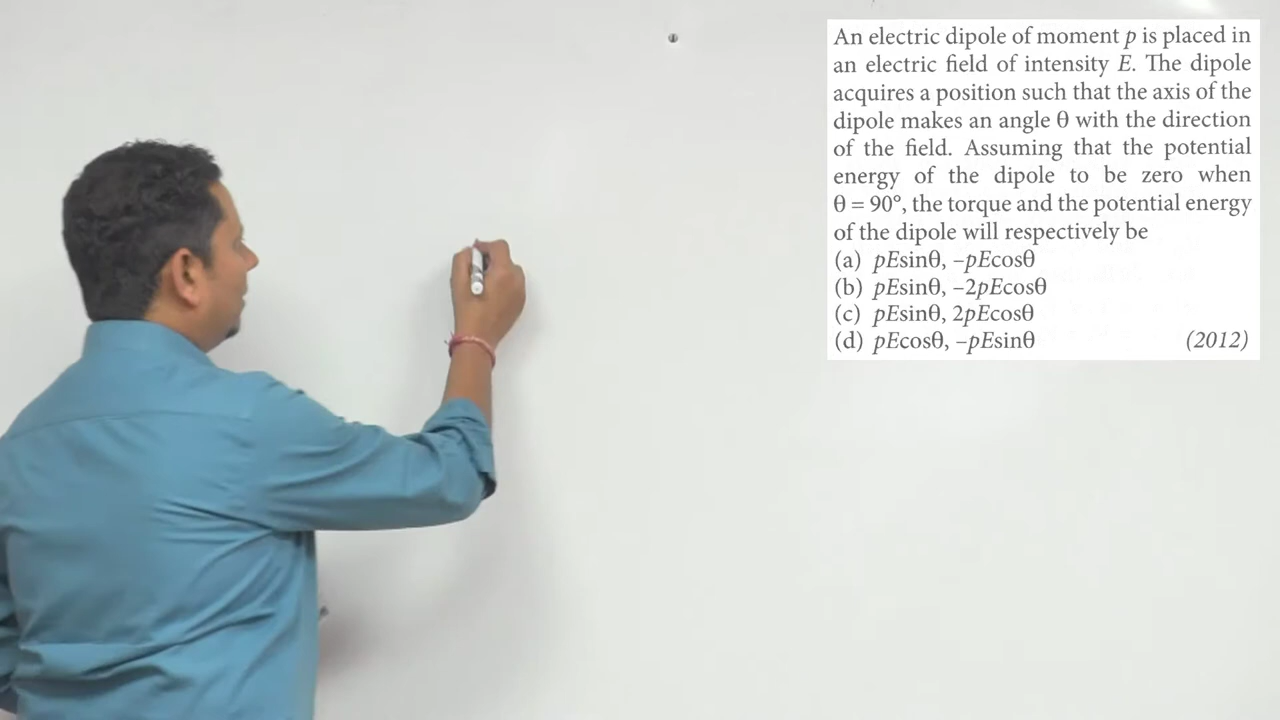 An electric dipole of moment p is placed in
an electric field of intensity E. The dipole
acquires a position such that the axis of the
dipole makes an angle θ with the direction
of the field. Assuming that the potential
energy of the dipole to be zero when
θ = 90°, the torque and the potential energy
of the dipole will respectively be
(a) pEsinθ, –pEcosθ
(b) pEsinθ, –2pEcosθ
(c) pEsinθ, 2pEcosθ
(d) pEcosθ, –pEsinθ (2012)